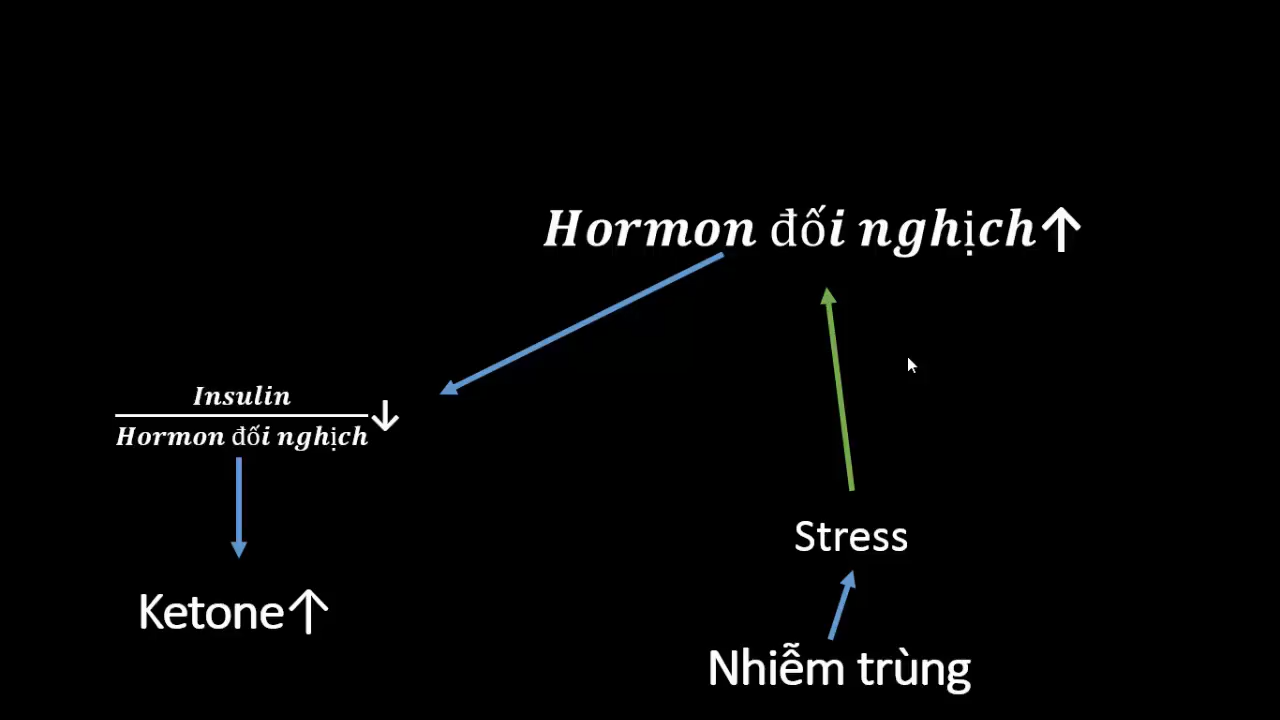 Hormon đối nghịch↑
Insulin
Hormon đối nghịch↓
Stress
Ketone↑
Nhiễm trùng